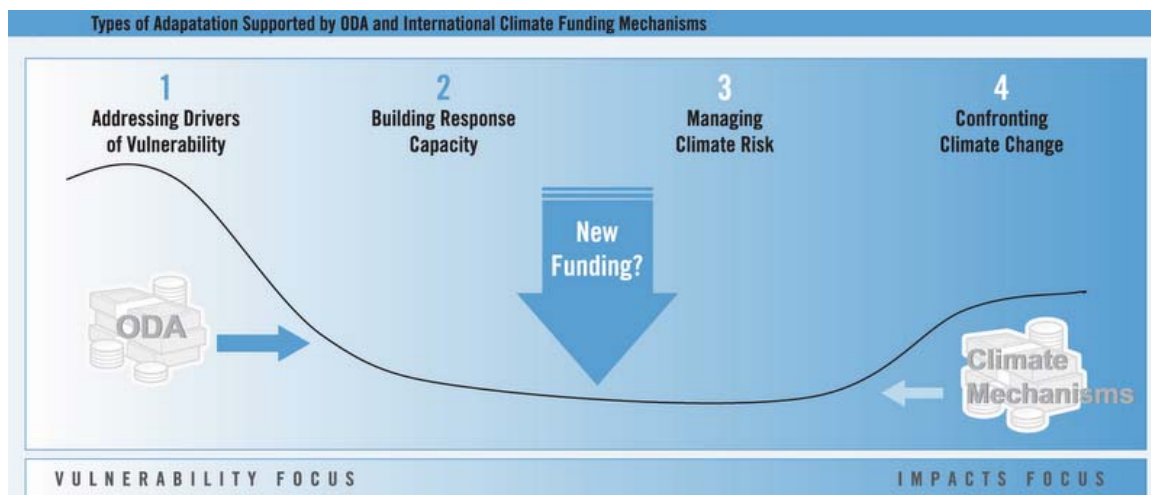 Types of Adapatation Supported by ODA and International Climate Funding Mechanisms
1
Addressing Drivers
of Vulnerability
2
Building Response
Capacity
3
Managing
Climate Risk
4
Confronting
Climate Change
New
Funding?
ODA
Climate
Mechanisms
VULNERABILITY FOCUS
IMPACTS FOCUS